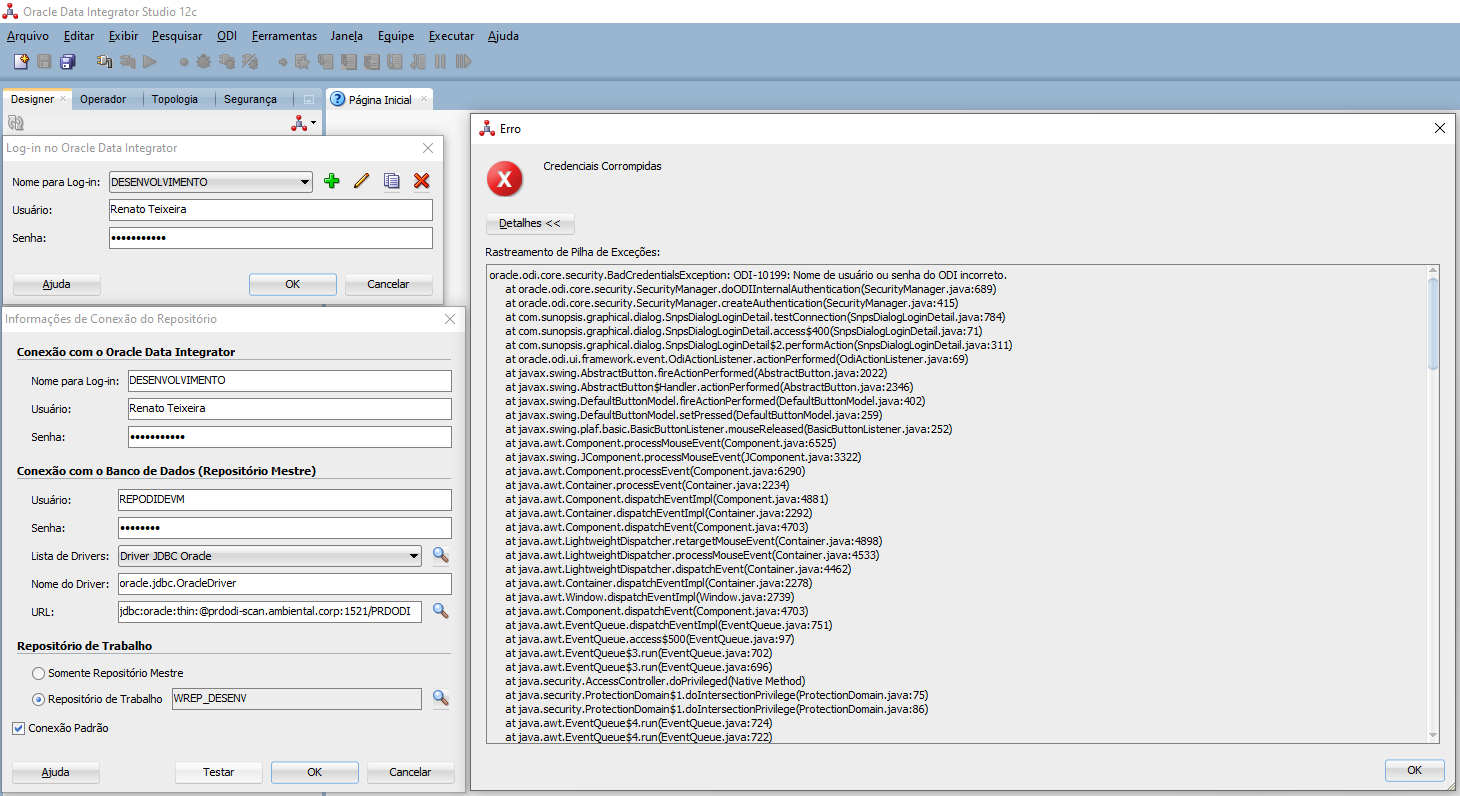 Oracle Data Integrator Studio 12c
Arquivo Editar Exibir Pesquisar ODI Ferramentas Janela Equipe Executar Ajuda
Designer Operador Topologia Segurança Página Inicial
Log-in no Oracle Data Integrator
Nome para Log-in: DESENVOLVIMENTO
Usuário: Renato Teixeira
Senha: •••••••••••
Ajuda OK Cancelar
Informações de Conexão do Repositório
Conexão com o Oracle Data Integrator
Nome para Log-in: DESENVOLVIMENTO
Usuário: Renato Teixeira
Senha: •••••••••••
Conexão com o Banco de Dados (Repositório Mestre)
Usuário: REPODIDEVM
Senha: ••••••••
Lista de Drivers: Driver JDBC Oracle
Nome do Driver: oracle.jdbc.OracleDriver
URL: jdbc:oracle:thin:@prdodi-scan.ambiental.corp:1521/PRDODI
Repositório de Trabalho
Somente Repositório Mestre
Repositório de Trabalho WREP_DESENV
Conexão Padrão
Ajuda Testar OK Cancelar
Erro
Credenciais Corrompidas
Detalhes <<
Rastreamento de Pilha de Exceções:
oracle.odi.core.security.BadCredentialsException: ODI-10199: Nome de usuário ou senha do ODI incorreto.
at oracle.odi.core.security.SecurityManager.doODIInternalAuthentication(SecurityManager.java:689)
at oracle.odi.core.security.SecurityManager.createAuthentication(SecurityManager.java:415)
at com.sunopsis.graphical.dialog.SnpsDialogLoginDetail.testConnection(SnpsDialogLoginDetail.java:784)
at com.sunopsis.graphical.dialog.SnpsDialogLoginDetail.access$400(SnpsDialogLoginDetail.java:71)
at com.sunopsis.graphical.dialog.SnpsDialogLoginDetail$2.performAction(SnpsDialogLoginDetail.java:311)
at oracle.odi.ui.framework.event.OdiActionListener.actionPerformed(OdiActionListener.java:69)
at javax.swing.AbstractButton.fireActionPerformed(AbstractButton.java:2022)
at javax.swing.AbstractButton$Handler.actionPerformed(AbstractButton.java:2346)
at javax.swing.DefaultButtonModel.fireActionPerformed(DefaultButtonModel.java:402)
at javax.swing.DefaultButtonModel.setPressed(DefaultButtonModel.java:259)
at javax.swing.plaf.basic.BasicButtonListener.mouseReleased(BasicButtonListener.java:252)
at java.awt.Component.processMouseEvent(Component.java:6525)
at javax.swing.JComponent.processMouseEvent(JComponent.java:3322)
at java.awt.Component.processEvent(Component.java:6290)
at java.awt.Container.processEvent(Container.java:2234)
at java.awt.Component.dispatchEventImpl(Component.java:4881)
at java.awt.Container.dispatchEventImpl(Container.java:2292)
at java.awt.Component.dispatchEvent(Component.java:4703)
at java.awt.LightweightDispatcher.retargetMouseEvent(Container.java:4898)
at java.awt.LightweightDispatcher.processMouseEvent(Container.java:4533)
at java.awt.LightweightDispatcher.dispatchEvent(Container.java:4462)
at java.awt.Container.dispatchEventImpl(Container.java:2278)
at java.awt.Window.dispatchEventImpl(Window.java:2739)
at java.awt.Component.dispatchEvent(Component.java:4703)
at java.awt.EventQueue.dispatchEventImpl(EventQueue.java:751)
at java.awt.EventQueue.access$500(EventQueue.java:97)
at java.awt.EventQueue$3.run(EventQueue.java:702)
at java.awt.EventQueue$3.run(EventQueue.java:696)
at java.security.AccessController.doPrivileged(Native Method)
at java.security.ProtectionDomain$1.doIntersectionPrivilege(ProtectionDomain.java:75)
at java.security.ProtectionDomain$1.doIntersectionPrivilege(ProtectionDomain.java:86)
at java.awt.EventQueue$4.run(EventQueue.java:724)
at java.awt.EventQueue$4.run(EventQueue.java:722)
OK